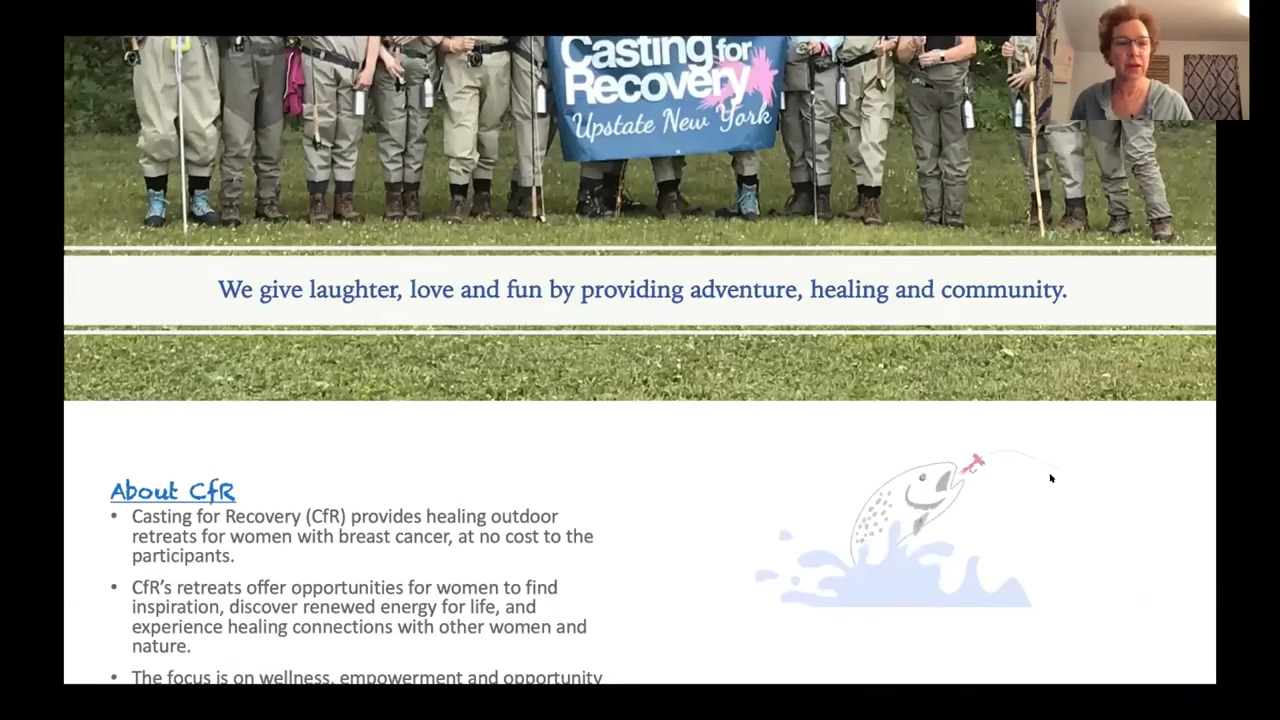 Casting for
Recovery
Upstate New York
We give laughter, love and fun by providing adventure, healing and community.
About CfR
• Casting for Recovery (CfR) provides healing outdoor
retreats for women with breast cancer, at no cost to the
participants.
• CfR’s retreats offer opportunities for women to find
inspiration, discover renewed energy for life, and
experience healing connections with other women and
nature.
• The focus is on wellness, empowerment and opportunity